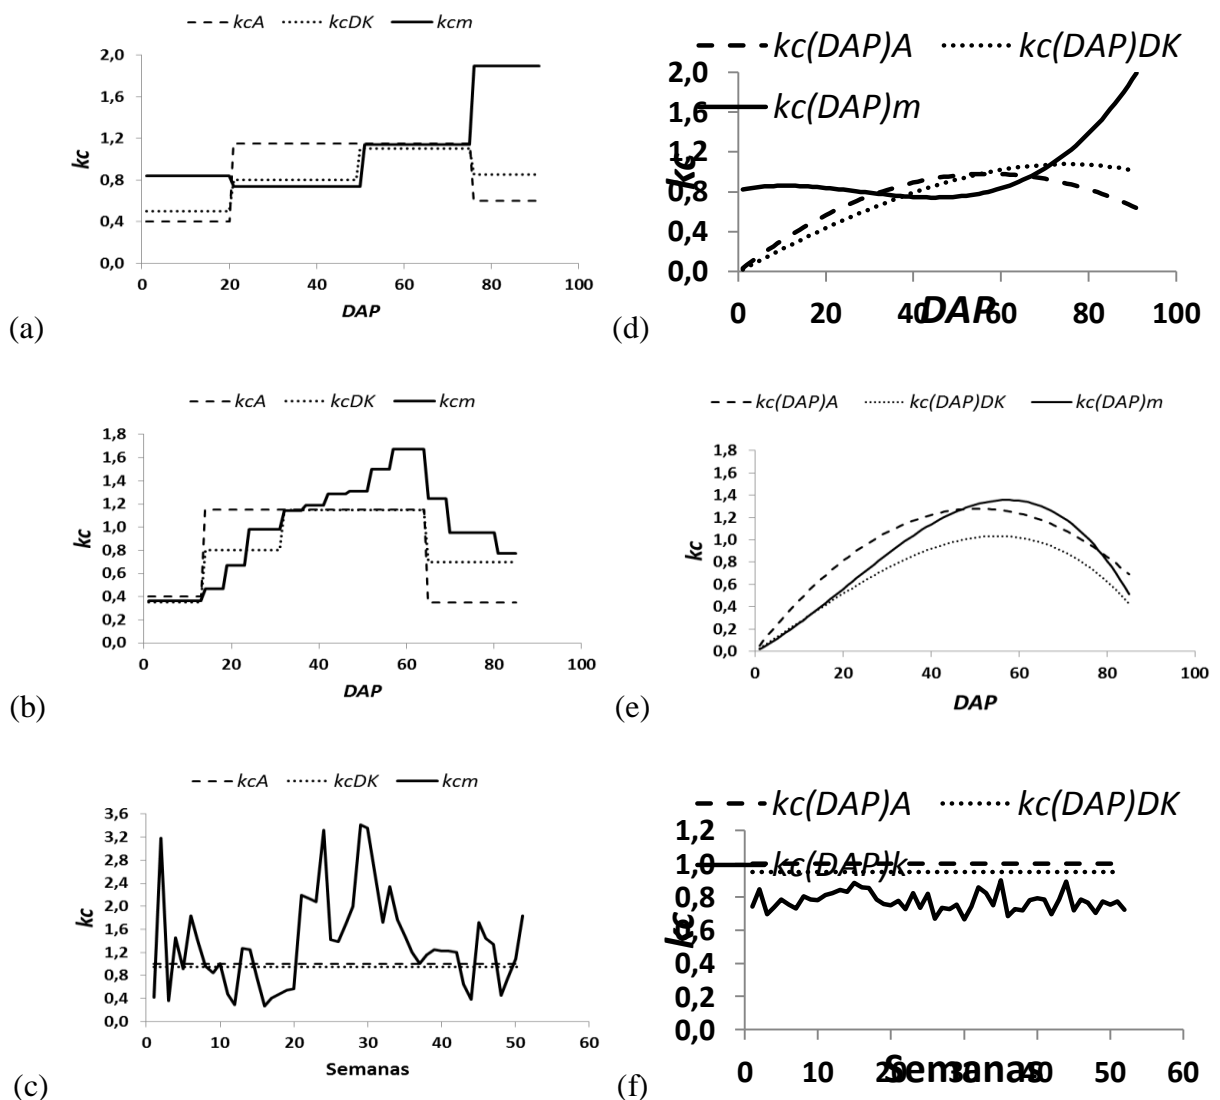 kcA kcDK kcm
2,0
1,6
1,2
0,8
0,4
0,0
kc
0 20 40 60 80 100
DAP
(a)
kc(DAP)A kc(DAP)DK
kc(DAP)m
2,0
1,6
1,2
0,8
0,4
0,0
kc
0 20 40 60 80 100
DAP
(d)
kcA kcDK kcm
1,8
1,6
1,4
1,2
1,0
0,8
0,6
0,4
0,2
0,0
kc
0 20 40 60 80 100
DAP
(b)
kc(DAP)A kc(DAP)DK kc(DAP)m
1,8
1,6
1,4
1,2
1,0
0,8
0,6
0,4
0,2
0,0
kc
0 20 40 60 80 100
DAP
(e)
kcA kcDK kcm
3,6
3,2
2,8
2,4
2,0
1,6
1,2
0,8
0,4
0,0
kc
0 10 20 30 40 50 60
Semanas
(c)
kc(DAP)A kc(DAP)DK
kc(DAP)k
1,2
1,0
0,8
0,6
0,4
0,2
0,0
kc
0 10 20 30 40 50 60
Semanas
(f)